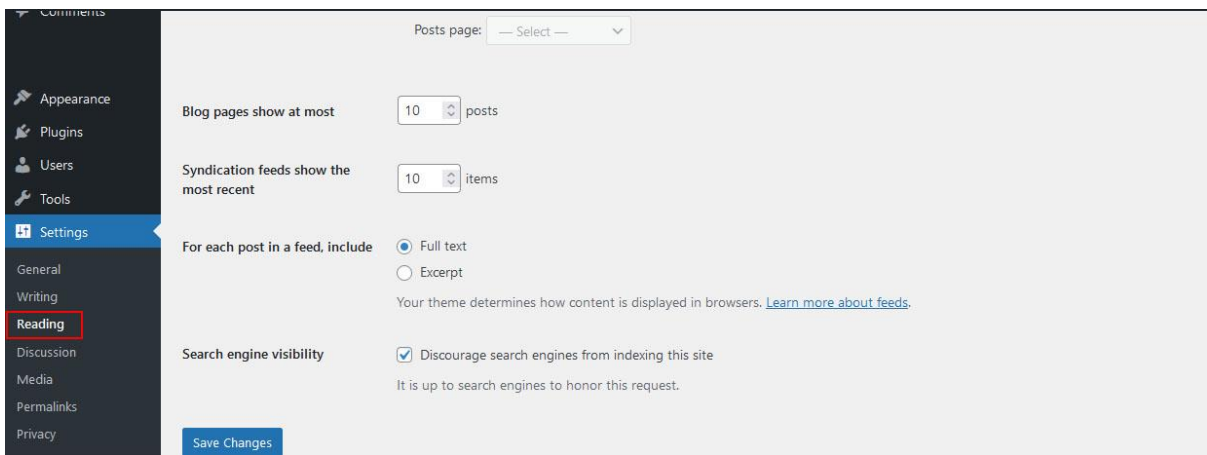 Comments
Appearance
Plugins
Users
Tools
Settings
General
Writing
Reading
Discussion
Media
Permalinks
Privacy
Posts page: — Select —
Blog pages show at most 10 posts
Syndication feeds show the
most recent 10 items
For each post in a feed, include Full text
Excerpt
Your theme determines how content is displayed in browsers. Learn more about feeds.
Search engine visibility Discourage search engines from indexing this site
It is up to search engines to honor this request.
Save Changes